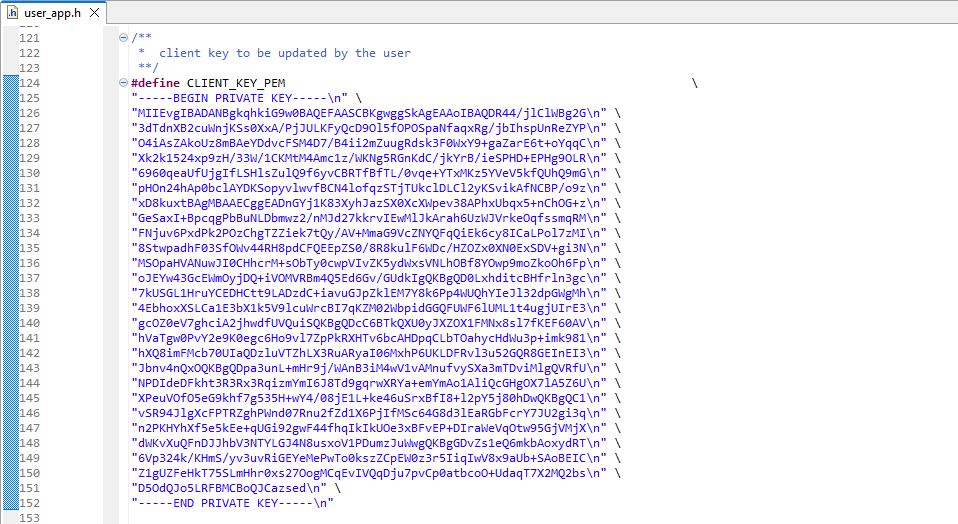 user_app.h
121 /**
122 * client key to be updated by the user
123 **/
124 #define CLIENT_KEY_PEM \
125 "-----BEGIN PRIVATE KEY-----\n" \
126 "MIIEvgIBADANBgkqhkiG9w0BAQEFAASCBKgwggSkAgEAAoIBAQDR44/jlClWBg2G\n" \
127 "3dTdnXB2cuWnjKSs0XxA/PjJULKFyQcD9Ol5fOPOSpaNfaqxRg/jbIhspUnReZYP\n" \
128 "O4iAsZAkoUz8mBAeYDdvcFSM4D7/B4ii2mZuugRdsk3F0WxY9+gaZarE6t+oYqqC\n" \
129 "Xk2k1524xp9zH/33W/1CKMtM4Amc1z/WKNg5RGnKdC/jkYrB/ieSPHD+EPHg9OLR\n" \
130 "6960qeaUfUjgIfLSHlsZulQ9f6yvCBRTfBfTL/0vqe+YTxMKz5YVeV5kfQUhQ9mG\n" \
131 "pHOn24hAp0bclAYDKSopyvlwvfBCN4lofqzSTjTUkclDLCl2yKSvikAfNCBP/o9z\n" \
132 "xD8kuxtBAgMBAAECggEADnGYj1K83XyhJazSX0XcXWpev38APhxUbqx5+nChOG+z\n" \
133 "GeSaxI+BpcqgPbBuNLDbmwz2/nMJd27kkrvIEwMlJkArah6UzWJVrkeOqfssmqRM\n" \
134 "FNjuv6PxdPk2POzChgTZZiek7tQy/AV+MmaG9VcZNYQFqQiEk6cy8ICaLPol7zMI\n" \
135 "8StwpadhF03SfOWv44RH8pdCFQEEpZS0/8R8kulF6WDc/HZOZx0XN0ExSDV+gi3N\n" \
136 "MSOpaHVANuwJI0CHhcrM+sObTy0cwpVIvZK5ydWxsVNLhOBf8YOwp9moZkoOh6Fp\n" \
137 "oJEYw43GcEWmOyjDQ+iVOMVRBm4Q5Ed6Gv/GUdkIgQKBgQD0LxhditcBHfrln3gc\n" \
138 "7kUSGL1HruYCEDHCtt9LADzdC+iavuGJpZklEM7Y8k6Pp4WUQhYIeJl32dpGWgMh\n" \
139 "4EbhoxXSLCa1E3bX1k5V9lcuWrcBI7qKZM02WbpidGGQFUWF6lUML1t4ugjUIrE3\n" \
140 "gcOZ0eV7ghciA2jhwdfUVQuiSQKBgQDcC6BTkQXU0yJXZOX1FMNx8sl7fKEF60AV\n" \
141 "hVaTgw0PvY2e9K0egc6Ho9vl7ZpPkRXHTv6bcAHDpqCLbTOahycHdWu3p+imk981\n" \
142 "hXQ8imFMcb70UIaQDzluVTZhLX3RuARyaI06MxhP6UKLDFRvl3u52GQR8GEInEI3\n" \
143 "Jbnv4nQxOQKBgQDpa3unL+mHr9j/WAnB3iM4wV1vAMnufvySXa3mTDviMlgQVRfU\n" \
144 "NPDIdeDFkht3R3Rx3RqizmYmI6J8Td9gqrwXRYa+emYmAo1AliQcGHgOX7lA5Z6U\n" \
145 "XPeuVOfO5eG9khf7g535H+wY4/08jE1L+ke46uSrxBfI8+l2pY5j80hDwQKBgQC1\n" \
146 "vSR94JlgXcFPTRZghPWnd07Rnu2fZd1X6PjIfMSc64G8d3lEaRGbFcrY7JU2gi3q\n" \
147 "n2PKHYhXf5e5kEe+qUGi92gwF44fhqIkIkUOe3xBFvEP+DIraWeVqOtw95GjVMjX\n" \
148 "dWKvXuQFnDJJhbV3NTYLGJ4N8usxoV1PDumzJuWwgQKBgGDvZs1eQ6mkbAoxydRT\n" \
149 "6Vp324k/KHmS/yv3uvRiGEYeMePwTo0kszZCpEW0z3r5IiqIwV8x9aUb+SAoBEIC\n" \
150 "Z1gUZFeHkT75SLmHhr0xs27OogMCqEvIVQqDju7pvCp0atbcoO+UdaqT7X2MQ2bs\n" \
151 "D5OdQJo5LRFBMCBoQJCazsed\n" \
152 "-----END PRIVATE KEY-----\n"
153